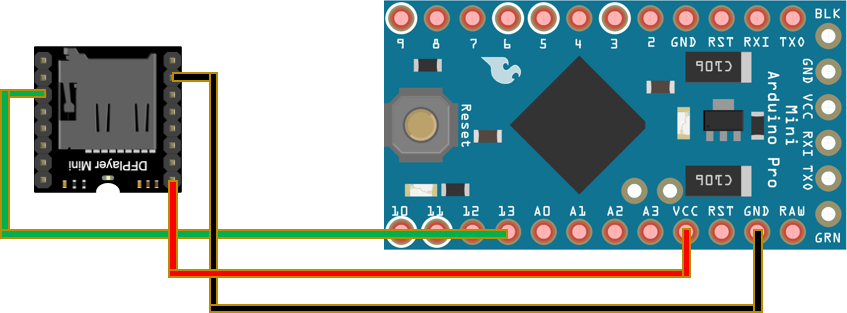 BLK
9 8 7 6 5 4 3 2 GND RST RXI TXO
GND VCC RXI TXO
C106
Reset
Arduino Pro
Mini
DFPlayer Mini
C106
10 11 12 13 A0 A1 A2 A3 VCC RST GND RAW
GRN